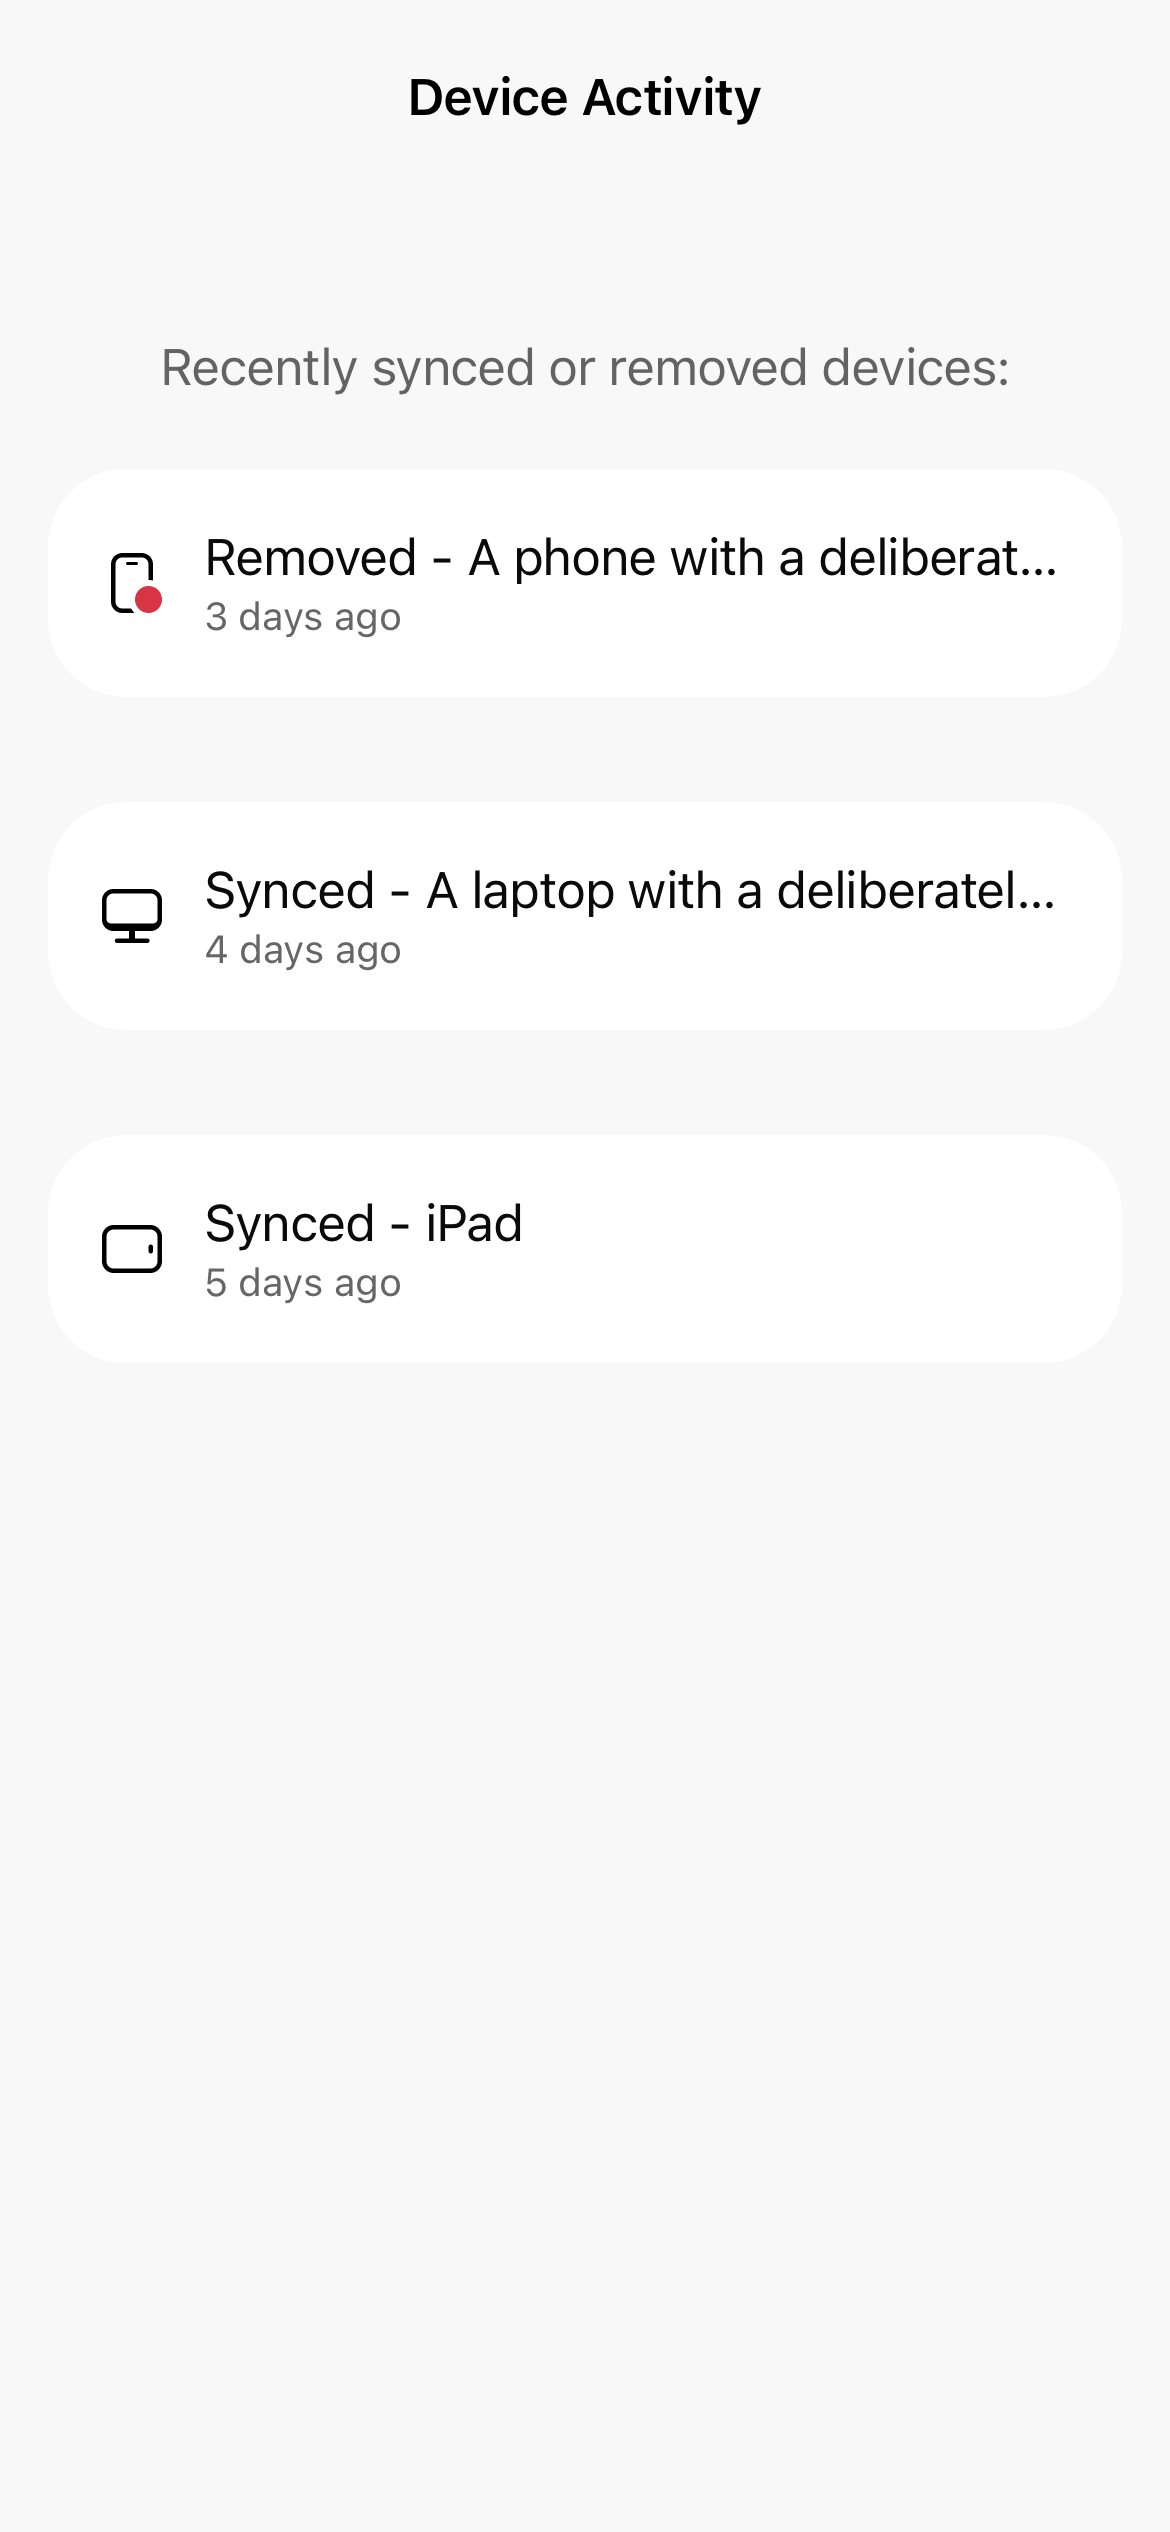 Device Activity
Recently synced or removed devices:
Removed - A phone with a deliberat...
3 days ago
Synced - A laptop with a deliberatel...
4 days ago
Synced - iPad
5 days ago